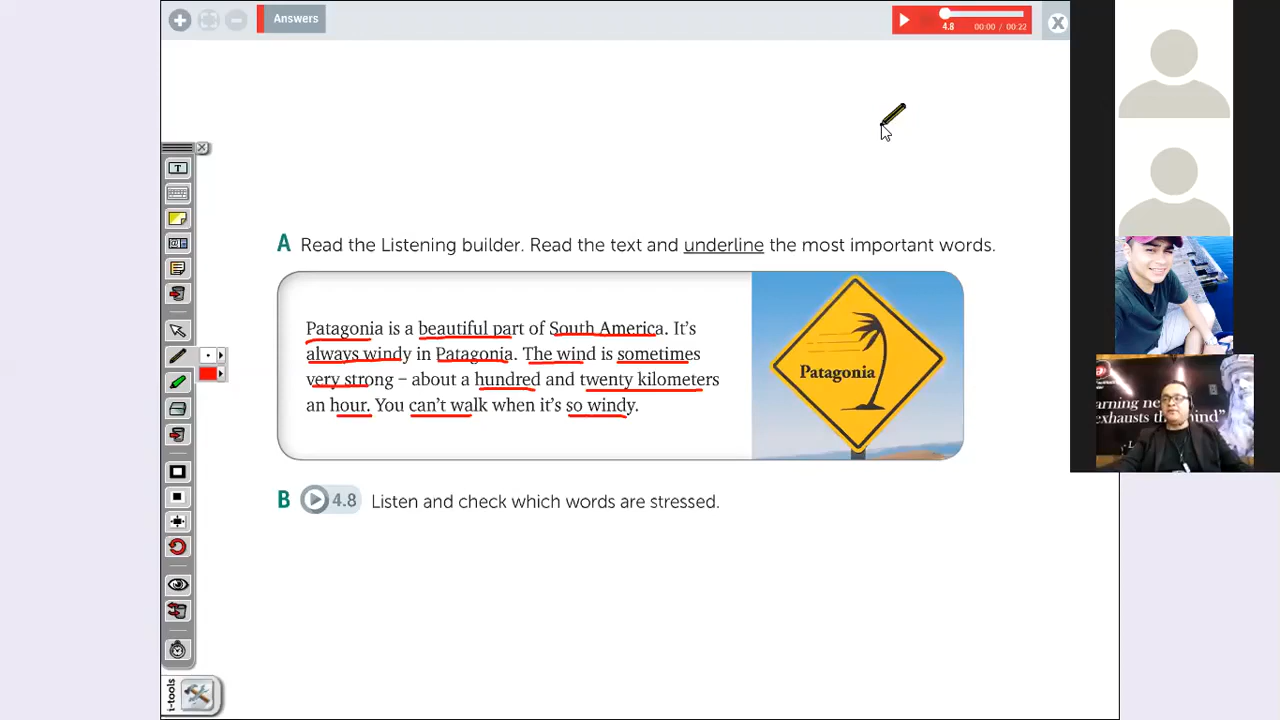 Answers
4.8
00:00 / 00:22
X
T
A Read the Listening builder. Read the text and underline the most important words.
Patagonia is a beautiful part of South America. It's
always windy in Patagonia. The wind is sometimes
very strong – about a hundred and twenty kilometers
an hour. You can't walk when it's so windy.
Patagonia
B 4.8 Listen and check which words are stressed.
i-tools